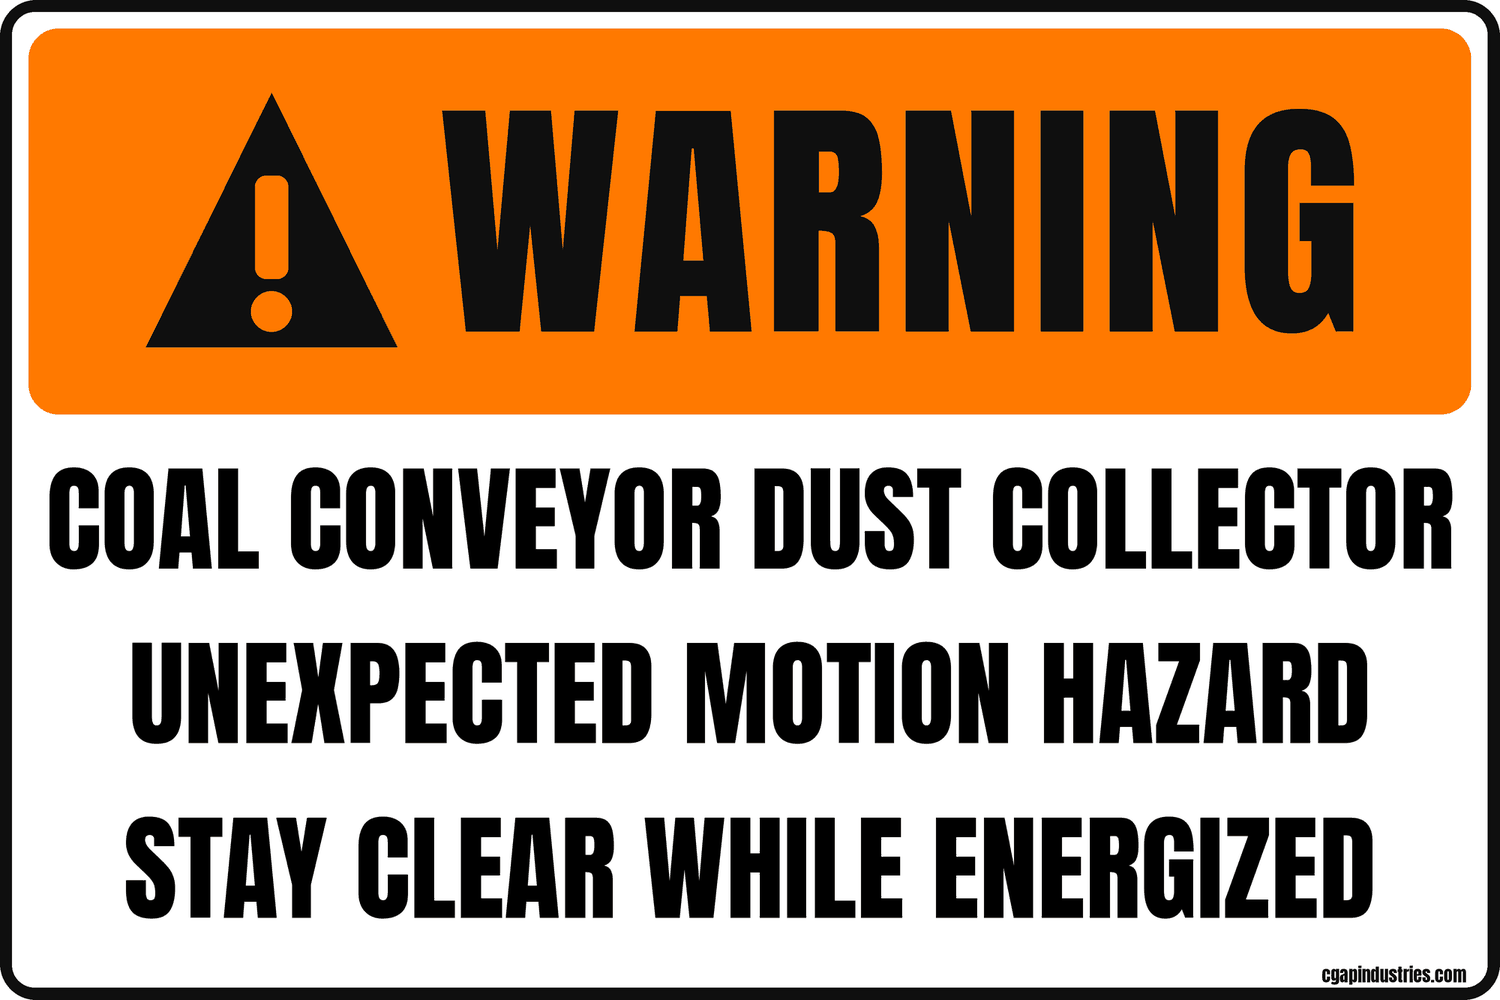 WARNING
COAL CONVEYOR DUST COLLECTOR
UNEXPECTED MOTION HAZARD
STAY CLEAR WHILE ENERGIZED
cgapindustries.com